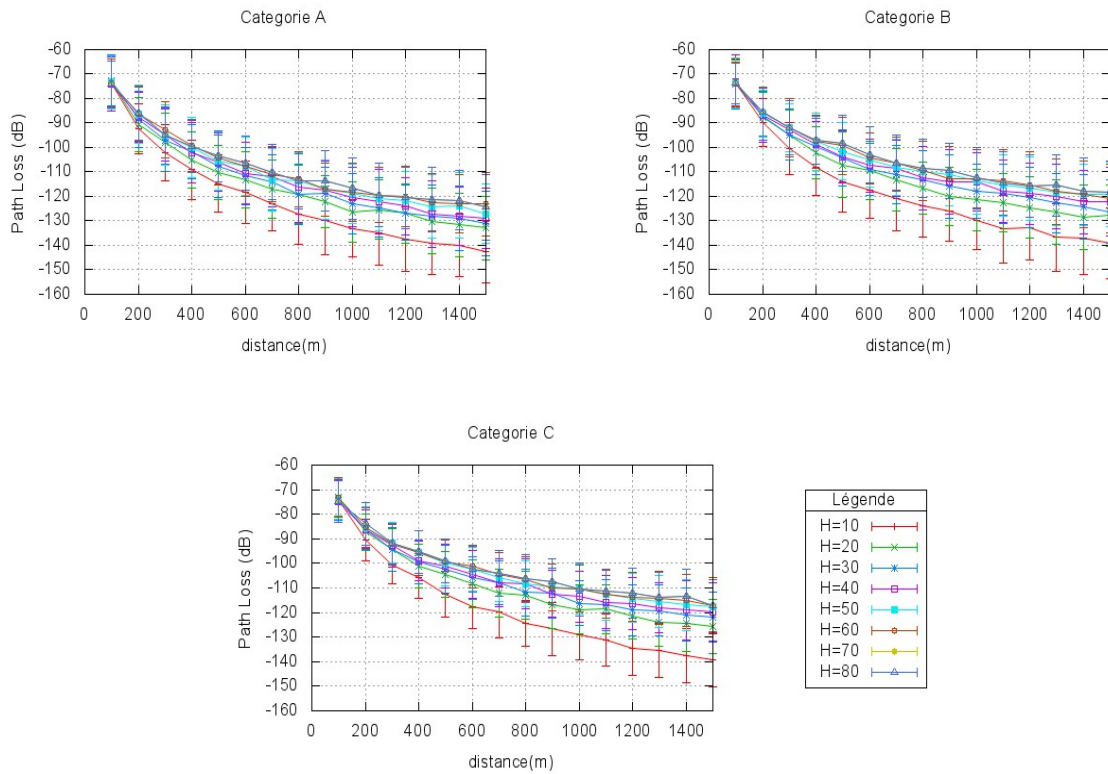 Categorie A
-60
-70
-80
-90
-100
-110
-120
-130
-140
-150
-160
Path Loss (dB)
0 200 400 600 800 1000 1200 1400
distance(m)
Categorie B
-60
-70
-80
-90
-100
-110
-120
-130
-140
-150
-160
Path Loss (dB)
0 200 400 600 800 1000 1200 1400
distance(m)
Categorie C
-60
-70
-80
-90
-100
-110
-120
-130
-140
-150
-160
Path Loss (dB)
0 200 400 600 800 1000 1200 1400
distance(m)
Légende
H=10
H=20
H=30
H=40
H=50
H=60
H=70
H=80